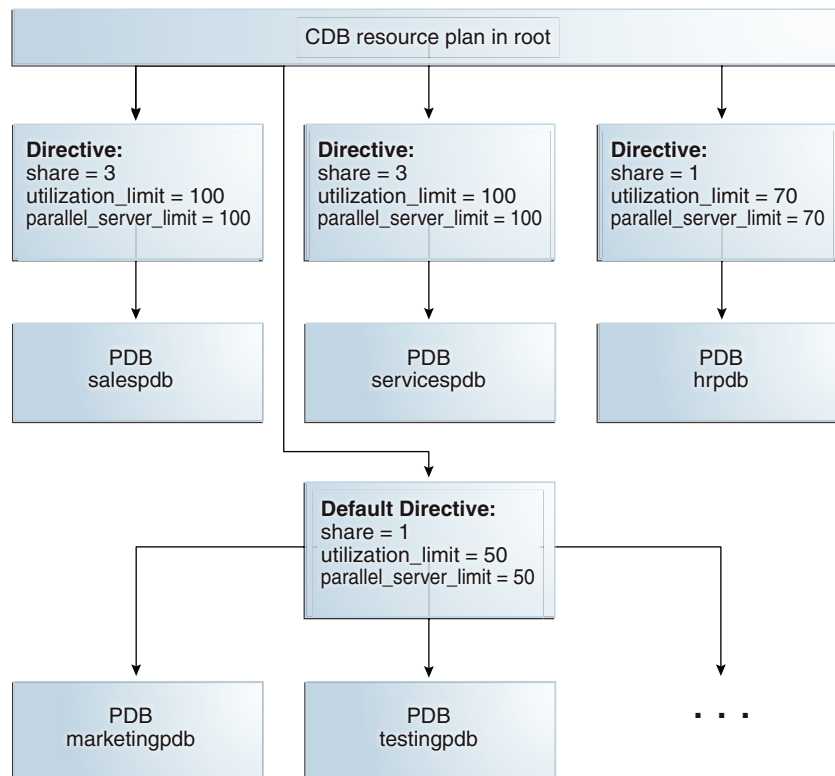 CDB resource plan in root
Directive:
share = 3
utilization_limit = 100
parallel_server_limit = 100
Directive:
share = 3
utilization_limit = 100
parallel_server_limit = 100
Directive:
share = 1
utilization_limit = 70
parallel_server_limit = 70
PDB
salespdb
PDB
servicespdb
PDB
hrpdb
Default Directive:
share = 1
utilization_limit = 50
parallel_server_limit = 50
PDB
marketingpdb
PDB
testingpdb
. . .